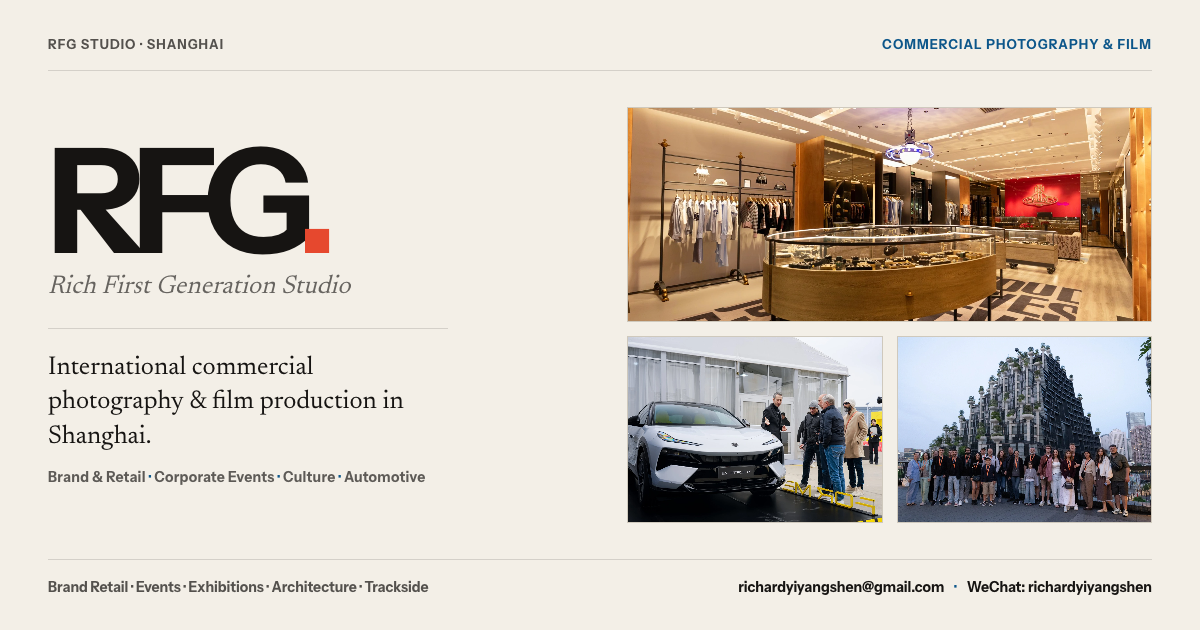 RFG STUDIO · SHANGHAI
COMMERCIAL PHOTOGRAPHY & FILM
RFG.
Rich First Generation Studio
International commercial
photography & film production in
Shanghai.
Brand & Retail · Corporate Events · Culture · Automotive
Brand Retail · Events · Exhibitions · Architecture · Trackside
richardyiyangshen@gmail.com · WeChat: richardyiyangshen